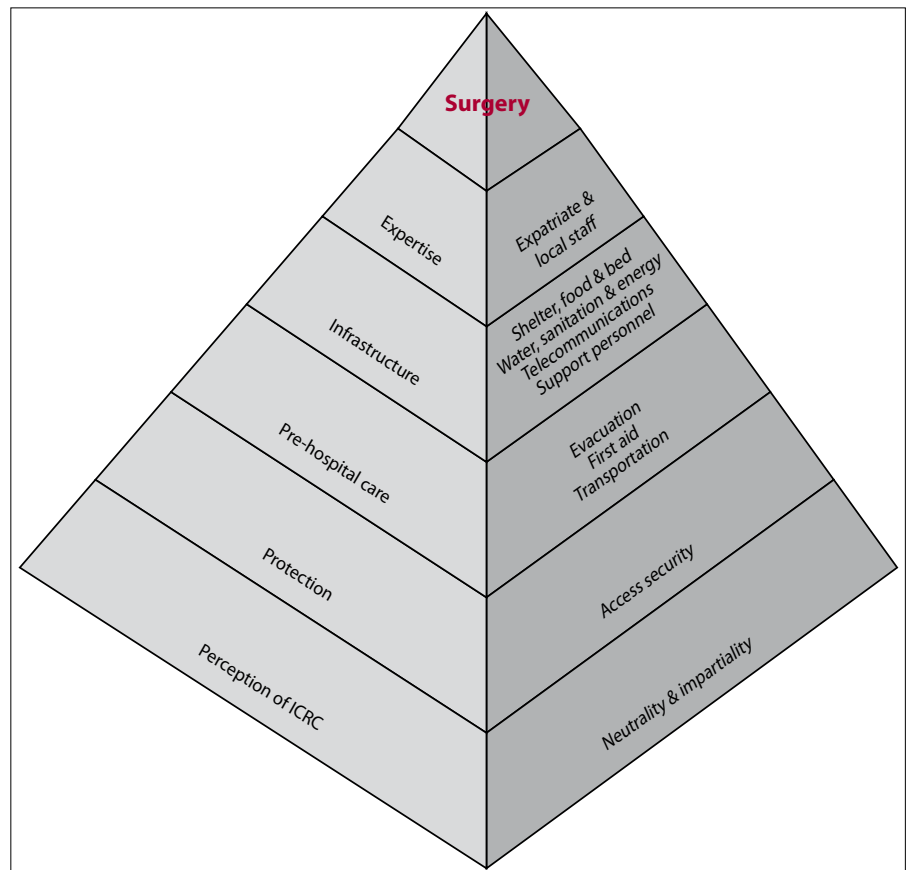 Surgery
Expertise
Expatriate &
local staff
Infrastructure
Shelter, food & bed
Water, sanitation & energy
Telecommunications
Support personnel
Pre-hospital care
Evacuation
First aid
Transportation
Protection
Access security
Perception of ICRC
Neutrality & impartiality